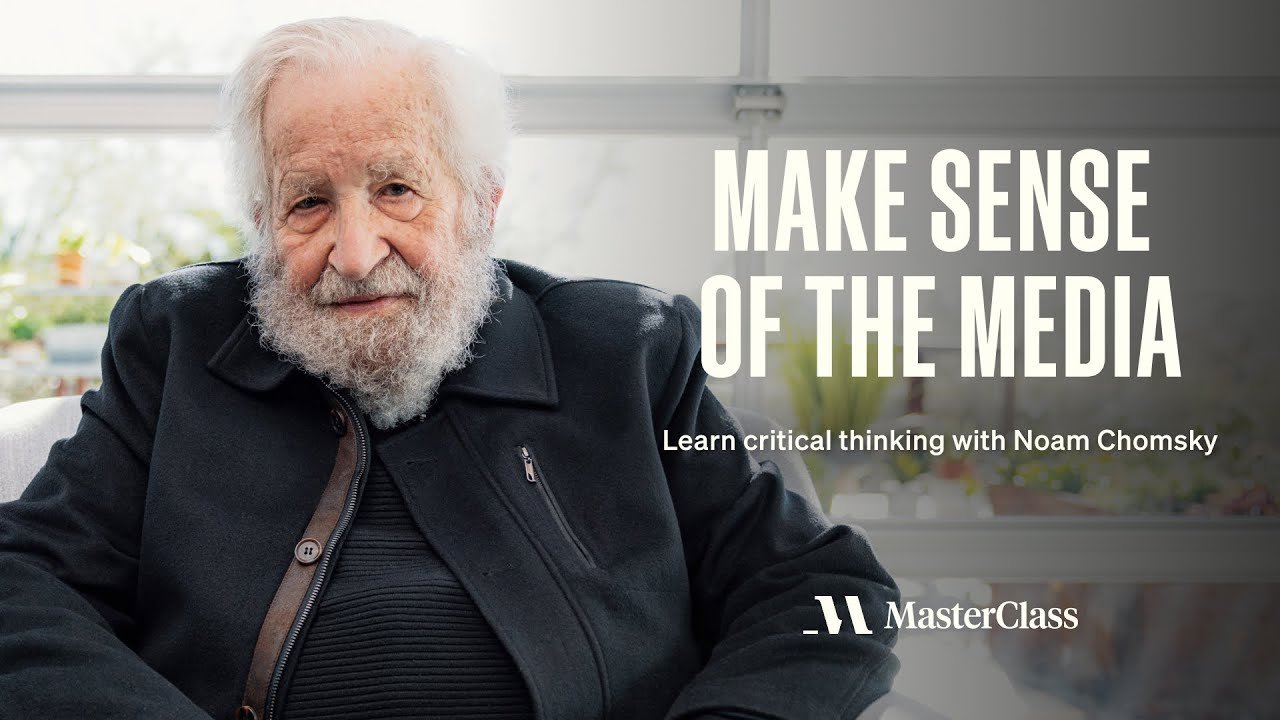 MAKE SENSE
OF THE MEDIA
Learn critical thinking with Noam Chomsky
MasterClass